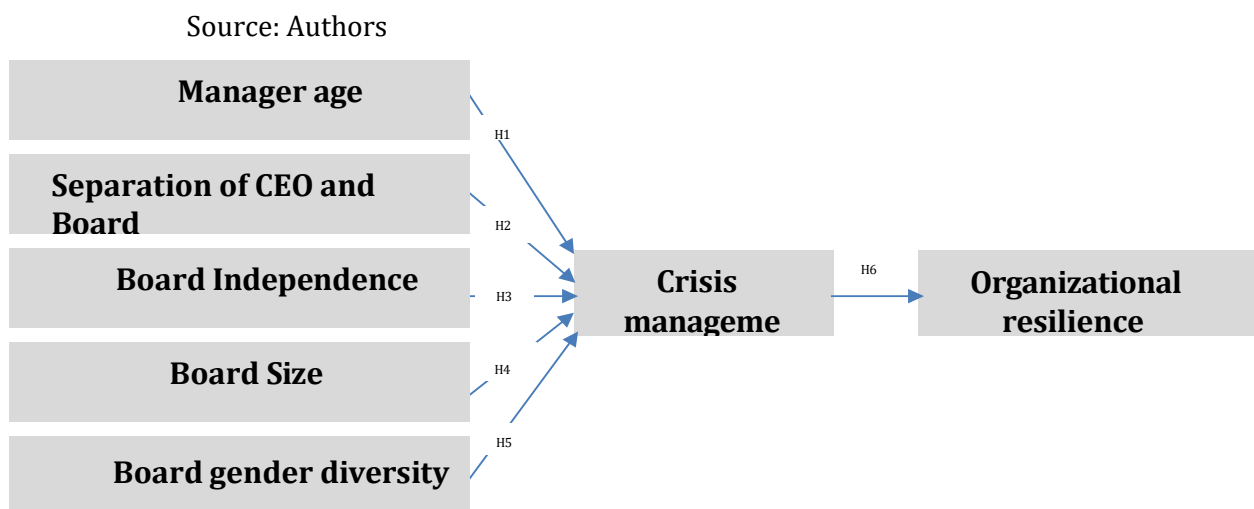 Source: Authors
Manager age
H1
Separation of CEO and
Board
H2
Board Independence
H3
Crisis
manageme
H6
Organizational
resilience
Board Size
H4
Board gender diversity
H5